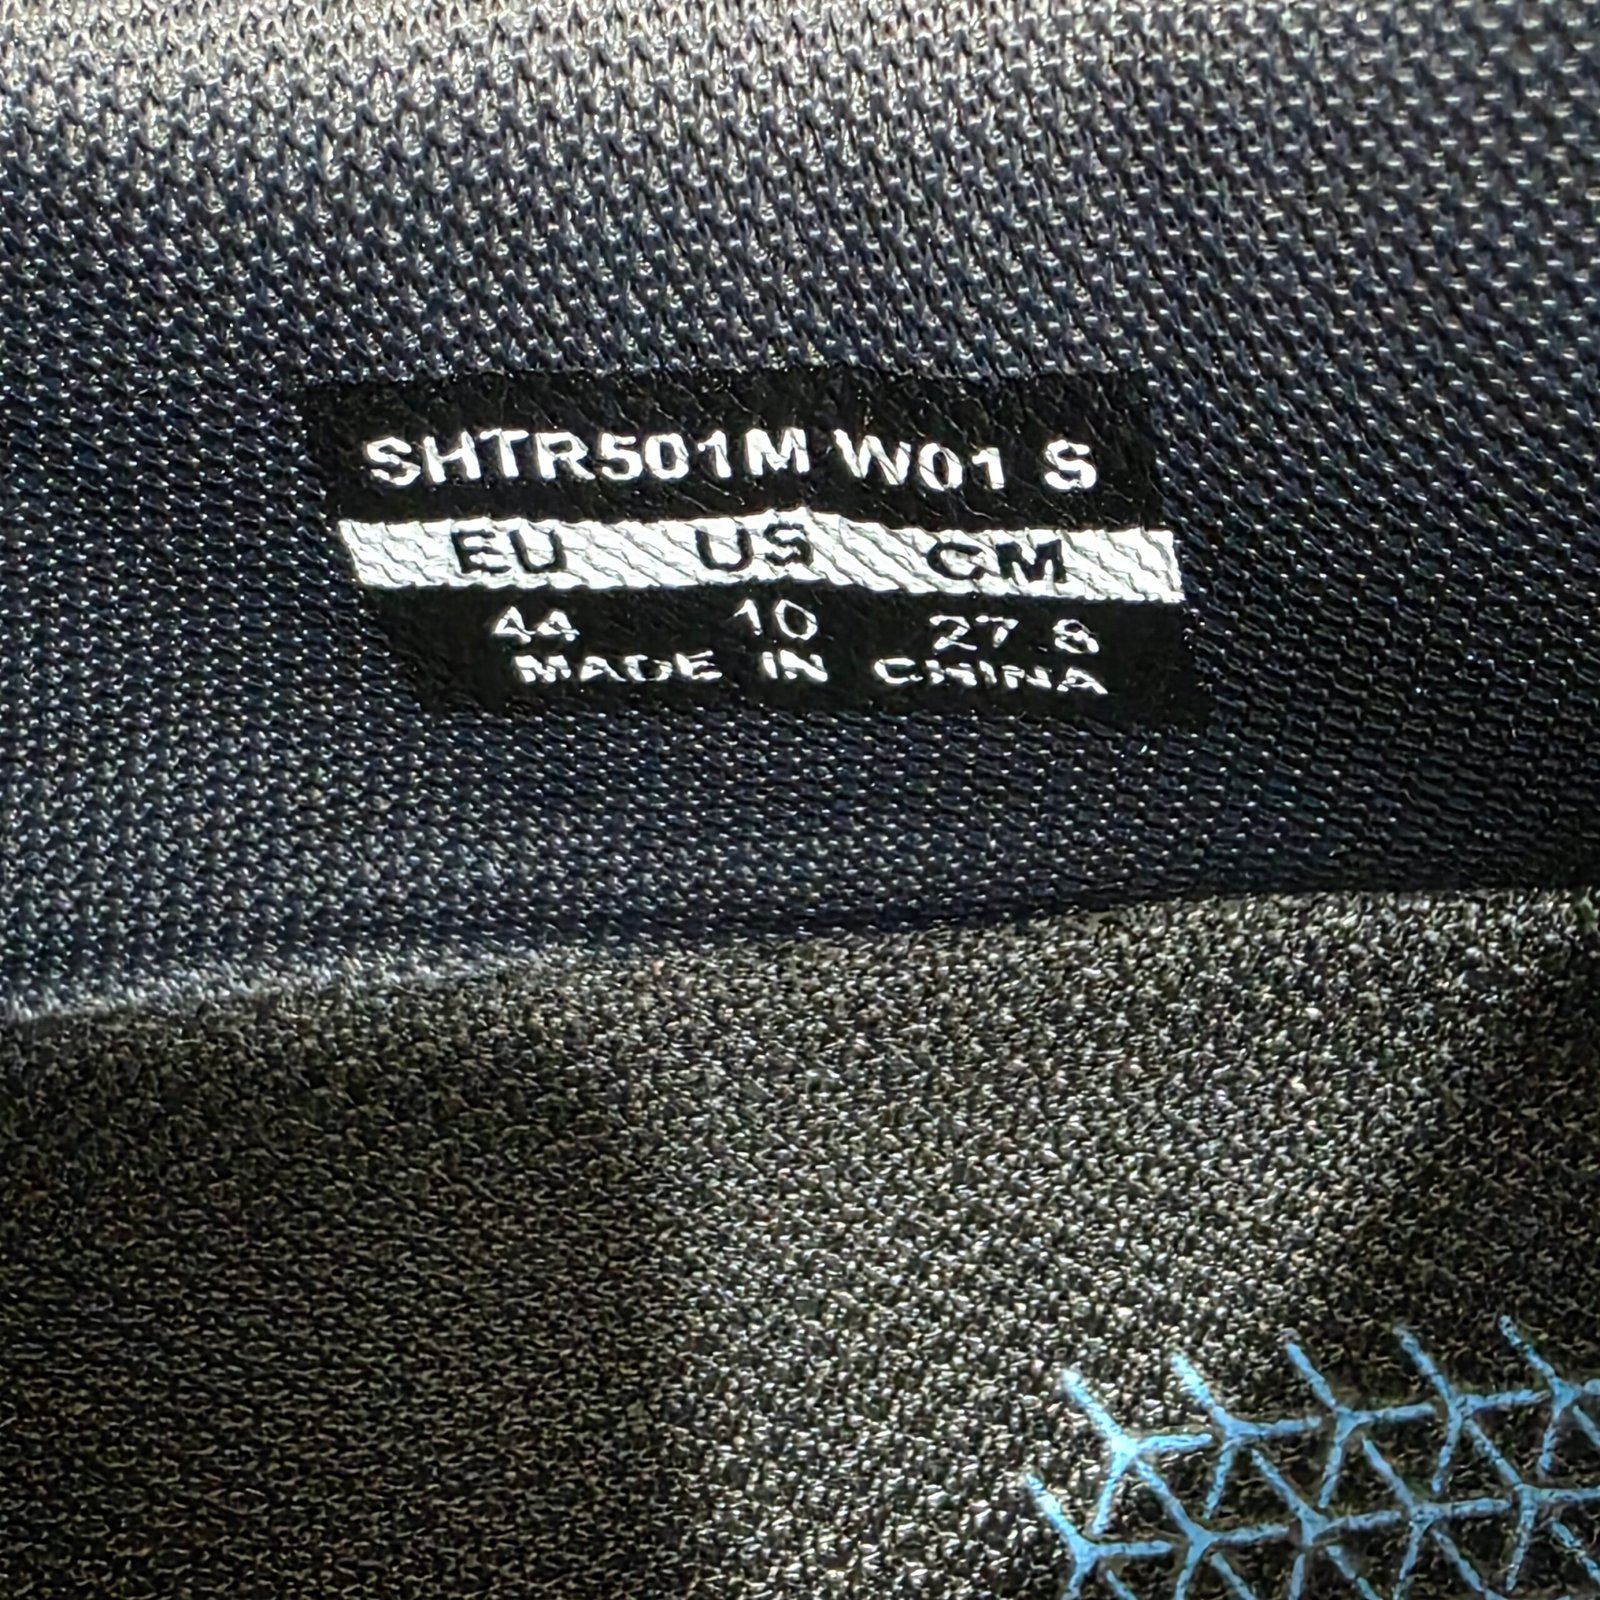 SHTR501M W01 S
EU US CM
44 10 27.8
MADE IN CHINA